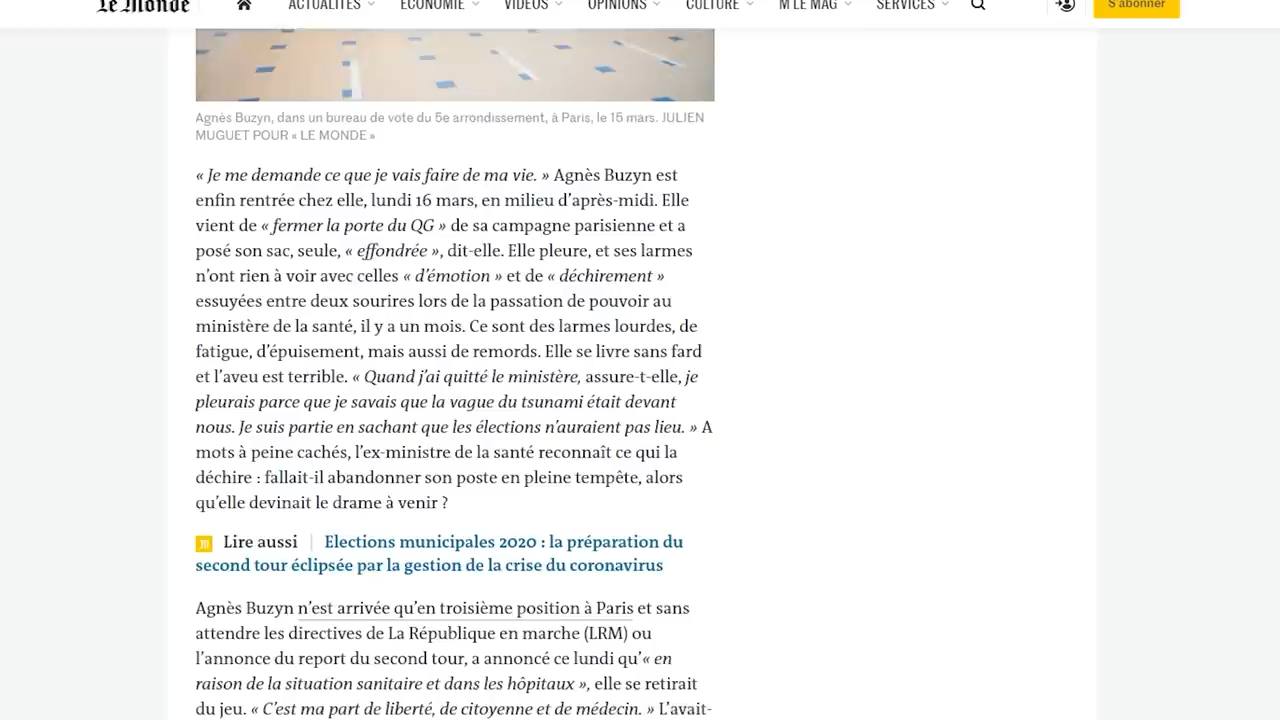 Le Monde
ACTUALITÉS ÉCONOMIE VIDÉOS OPINIONS CULTURE M LE MAG SERVICES
S'abonner
Agnès Buzyn, dans un bureau de vote du 5e arrondissement, à Paris, le 15 mars. JULIEN
MUGUET POUR « LE MONDE »
« Je me demande ce que je vais faire de ma vie. » Agnès Buzyn est
enfin rentrée chez elle, lundi 16 mars, en milieu d’après-midi. Elle
vient de « fermer la porte du QG » de sa campagne parisienne et a
posé son sac, seule, « effondrée », dit-elle. Elle pleure, et ses larmes
n’ont rien à voir avec celles « d’émotion » et de « déchirement »
essuyées entre deux sourires lors de la passation de pouvoir au
ministère de la santé, il y a un mois. Ce sont des larmes lourdes, de
fatigue, d’épuisement, mais aussi de remords. Elle se livre sans fard
et l’aveu est terrible. « Quand j’ai quitté le ministère, assure-t-elle, je
pleurais parce que je savais que la vague du tsunami était devant
nous. Je suis partie en sachant que les élections n’auraient pas lieu. » A
mots à peine cachés, l’ex-ministre de la santé reconnaît ce qui la
déchire : fallait-il abandonner son poste en pleine tempête, alors
qu’elle devinait le drame à venir ?
Lire aussi | Elections municipales 2020 : la préparation du
second tour éclipsée par la gestion de la crise du coronavirus
Agnès Buzyn n’est arrivée qu’en troisième position à Paris et sans
attendre les directives de La République en marche (LRM) ou
l’annonce du report du second tour, a annoncé ce lundi qu’« en
raison de la situation sanitaire et dans les hôpitaux », elle se retirait
du jeu. « C’est ma part de liberté, de citoyenne et de médecin. » L’avait-